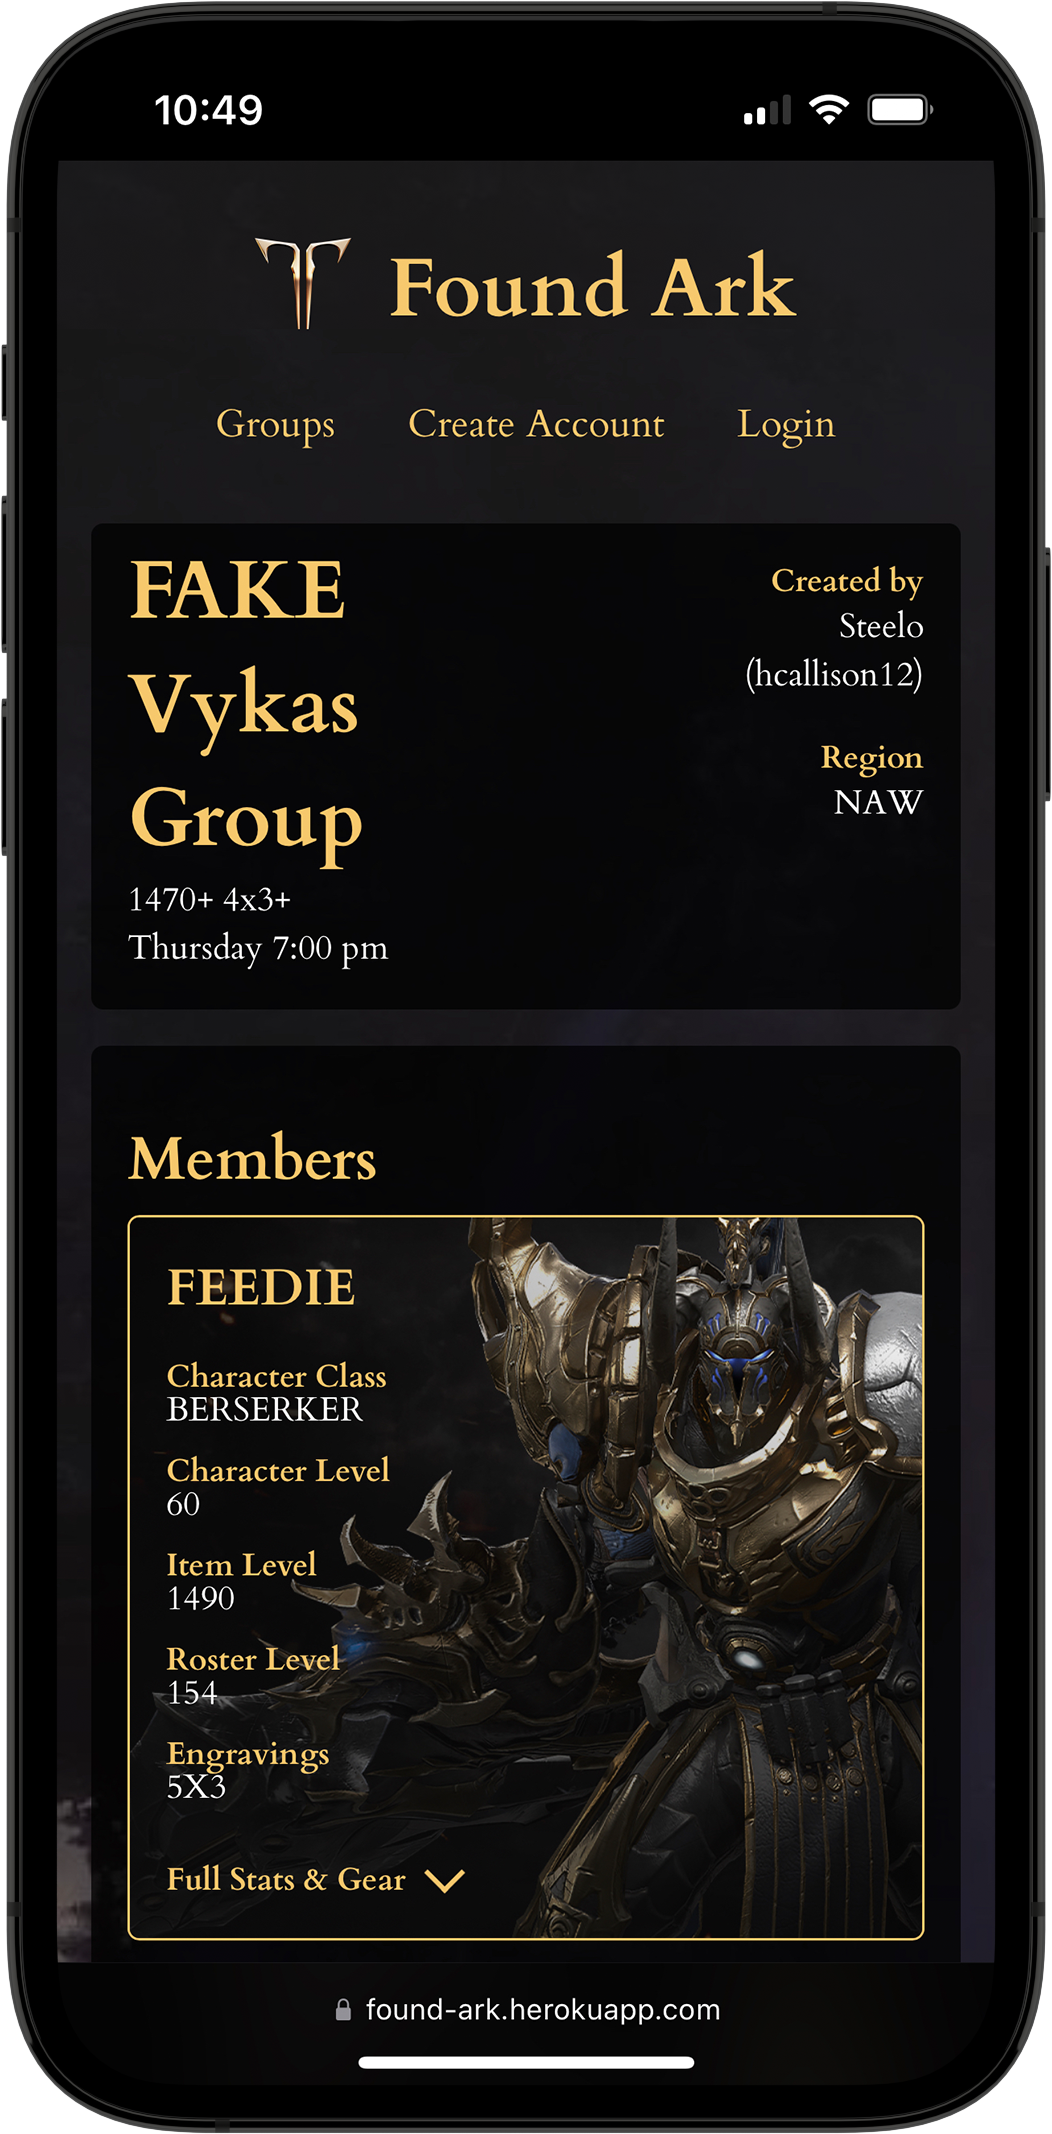 10:49
Found Ark
Groups Create Account Login
FAKE
Vykas
Group
1470+ 4x3+
Thursday 7:00 pm
Created by
Steelo
(hcallison12)
Region
NAW
Members
FEEDIE
Character Class
BERSERKER
Character Level
60
Item Level
1490
Roster Level
154
Engravings
5X3
Full Stats & Gear
found-ark.herokuapp.com